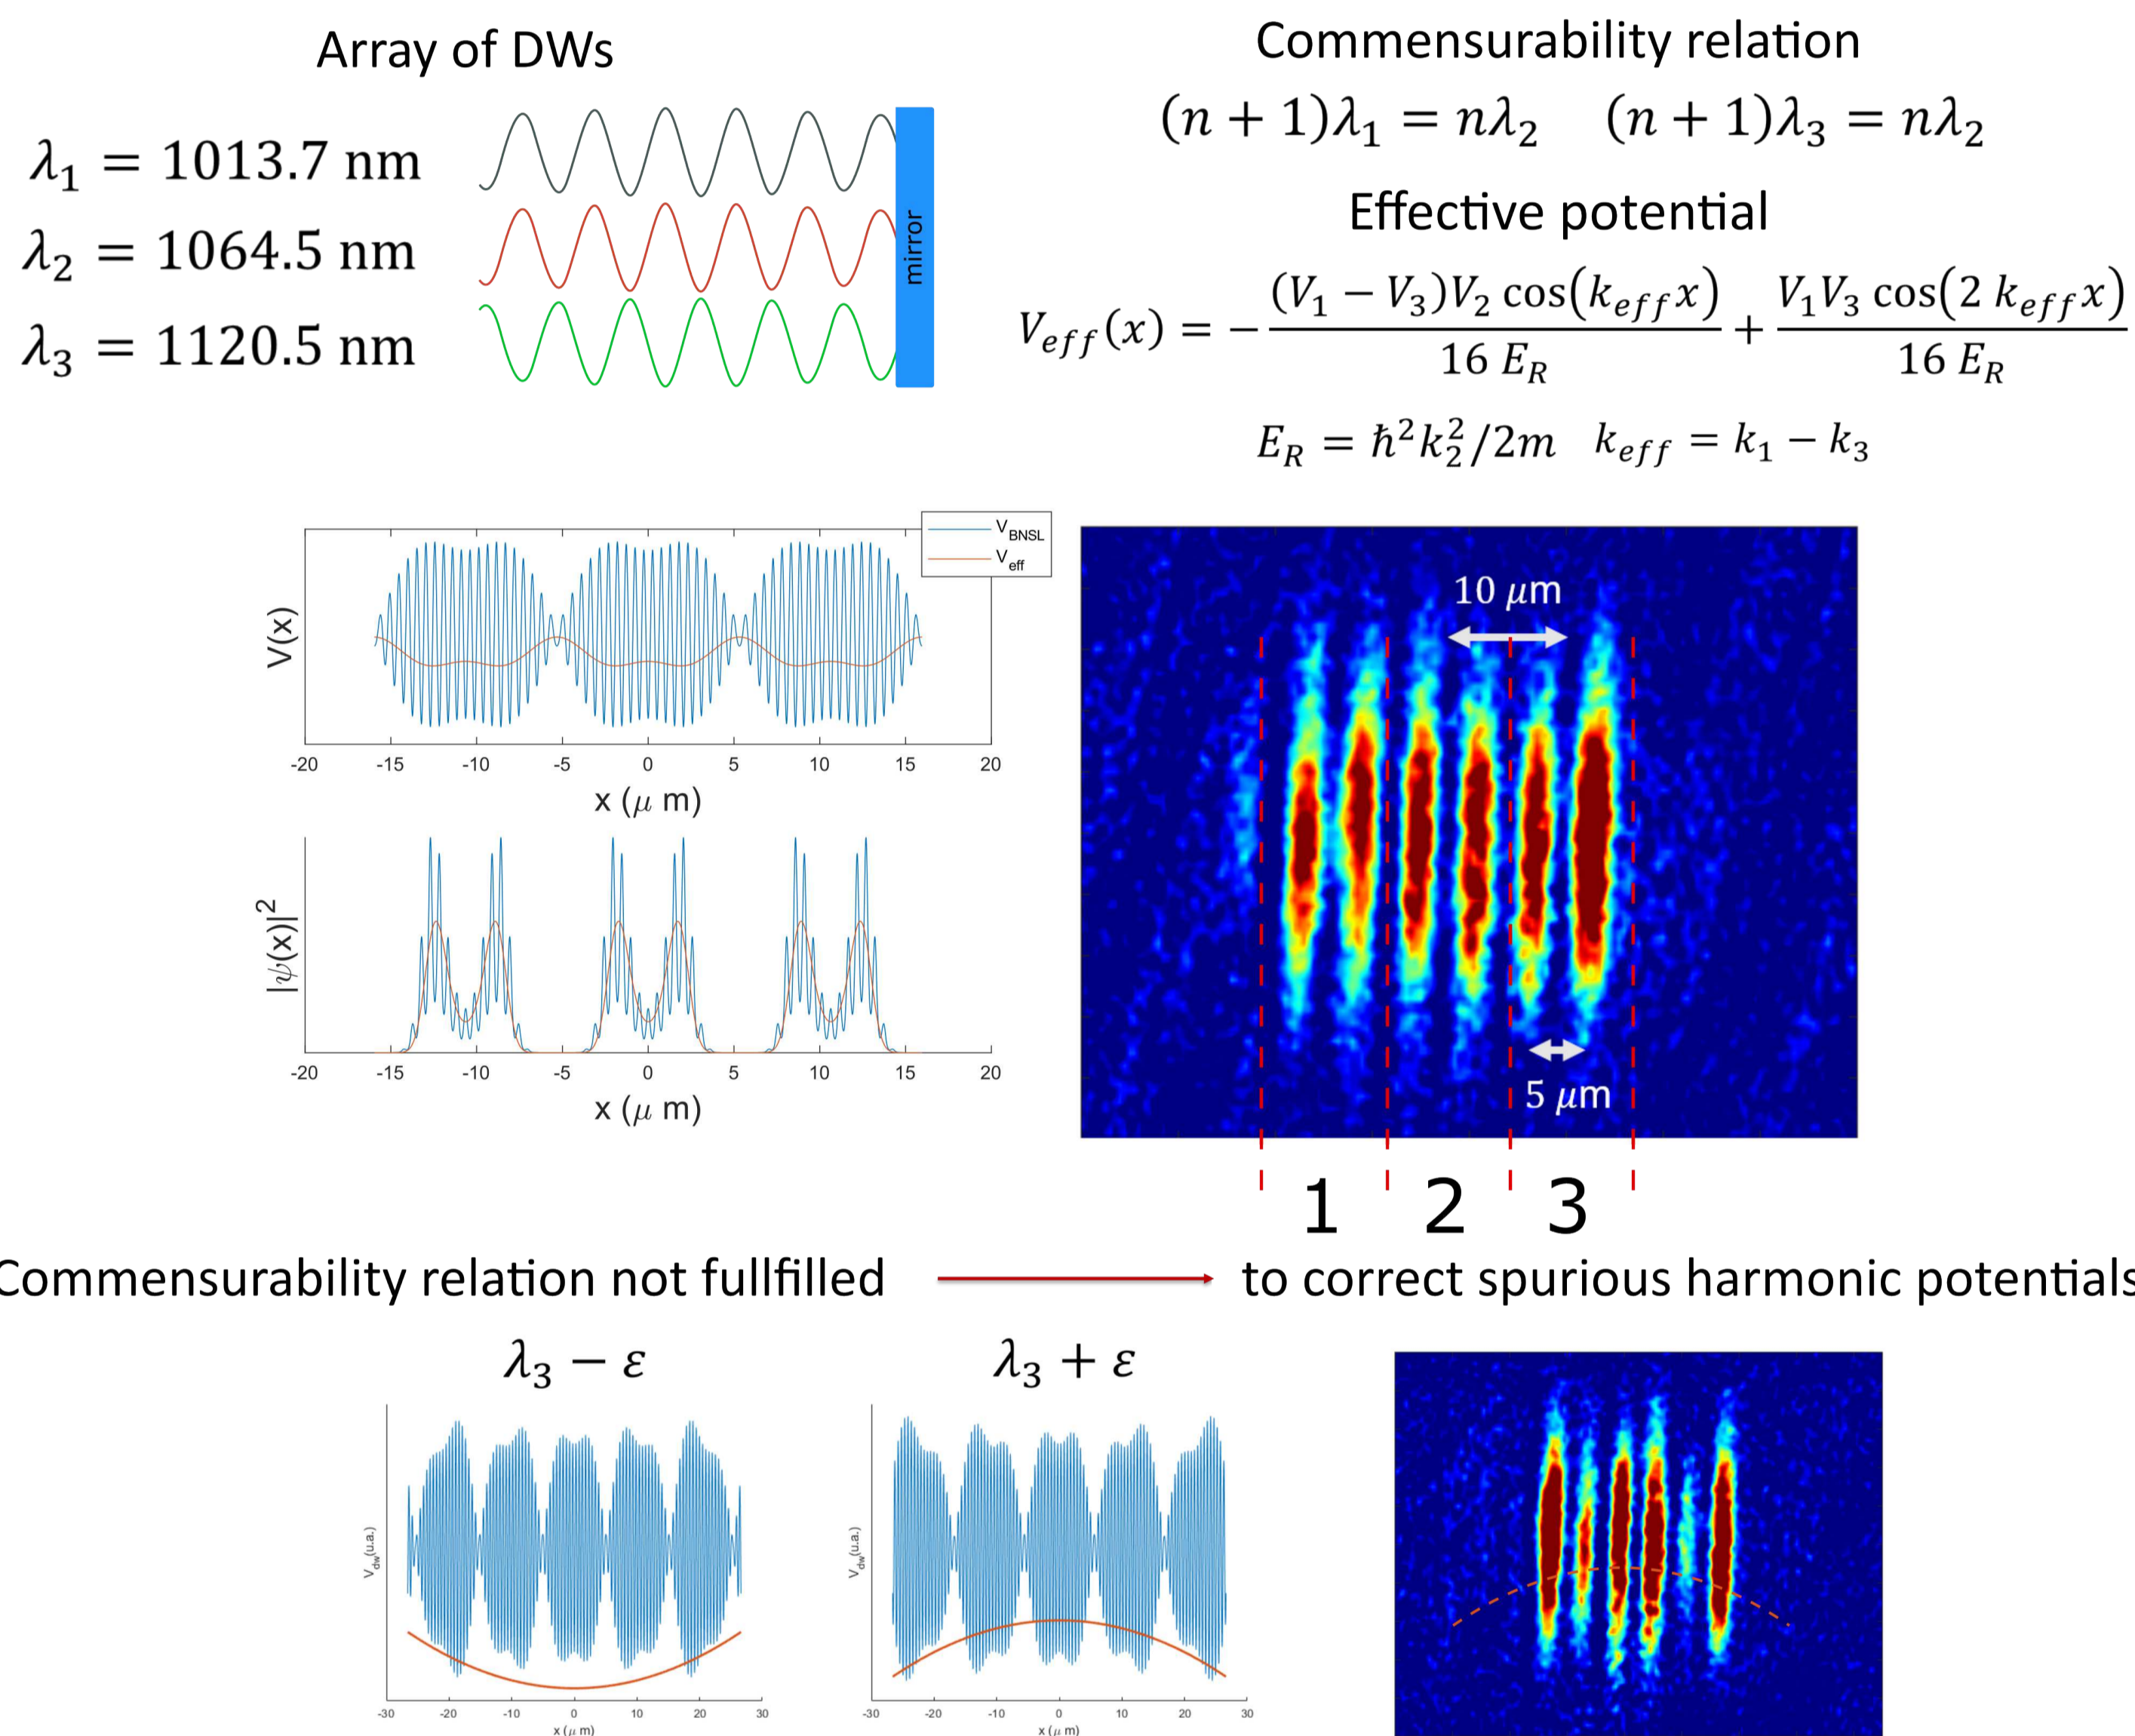 Array of DWs
λ₁ = 1013.7 nm
λ₂ = 1064.5 nm
λ₃ = 1120.5 nm
mirror
Commensurability relation
(n + 1)λ₁ = nλ₂ (n + 1)λ₃ = nλ₂
Effective potential
V_eff(x) = − (V₁ − V₃)V₂ cos(k_eff x) / 16 E_R + V₁V₃ cos(2 k_eff x) / 16 E_R
E_R = ℏ²k₂²/2m k_eff = k₁ − k₃
V_BNSL
V_eff
V(x)
-20 -15 -10 -5 0 5 10 15 20
x (μ m)
|ψ(x)|²
-20 -15 -10 -5 0 5 10 15 20
x (μ m)
10 μm
5 μm
1 2 3
Commensurability relation not fullfilled
to correct spurious harmonic potentials
λ₃ − ε
V_dw(u.a.)
-30 -20 -10 0 10 20 30
x (μ m)
λ₃ + ε
V_dw(u.a.)
-30 -20 -10 0 10 20 30
x (μ m)